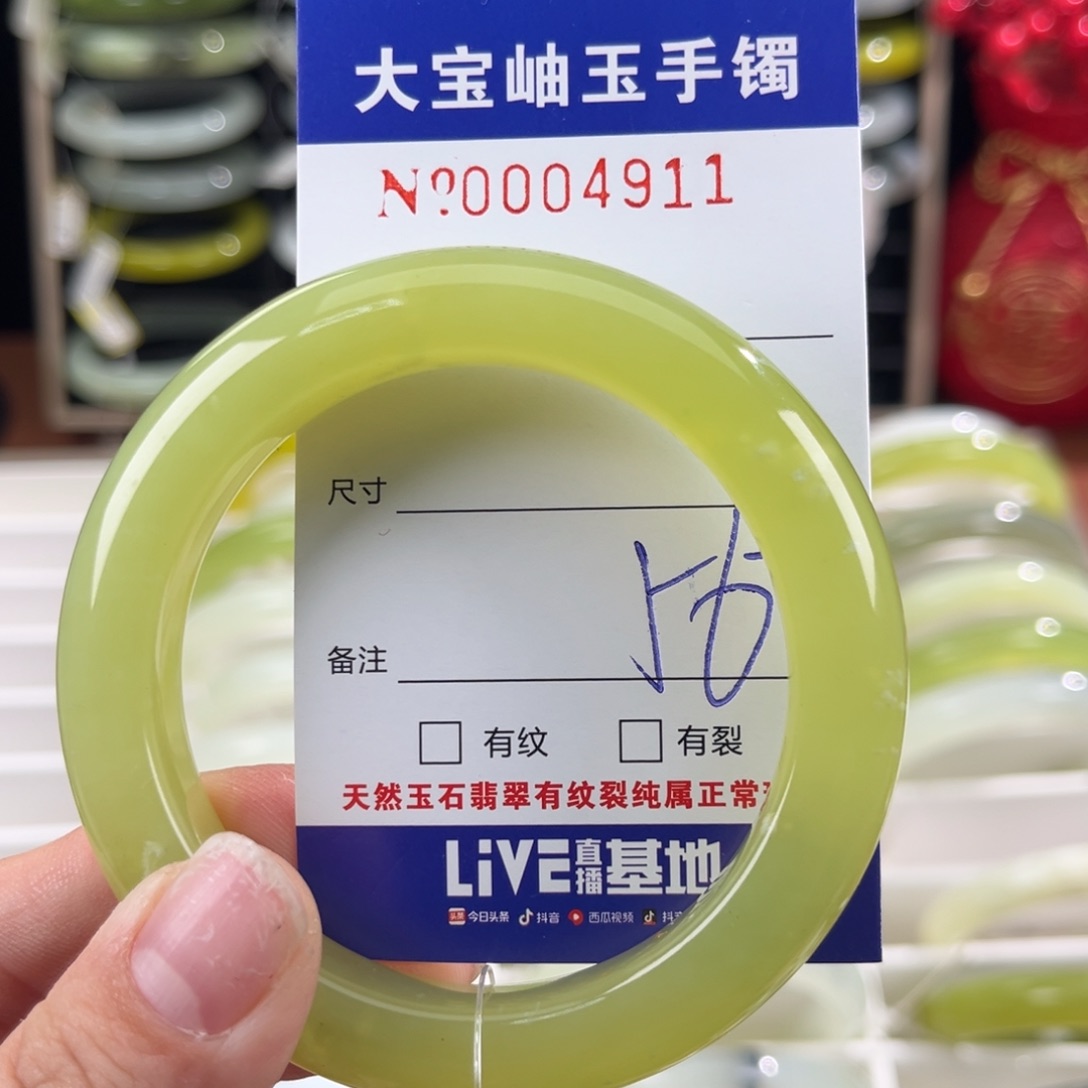 大宝岫玉手镯
Nº0004911
尺寸
56
备注
有纹 有裂
天然玉石翡翠有纹裂纯属正常
LiVE直播基地
今日头条 抖音 西瓜视频 抖